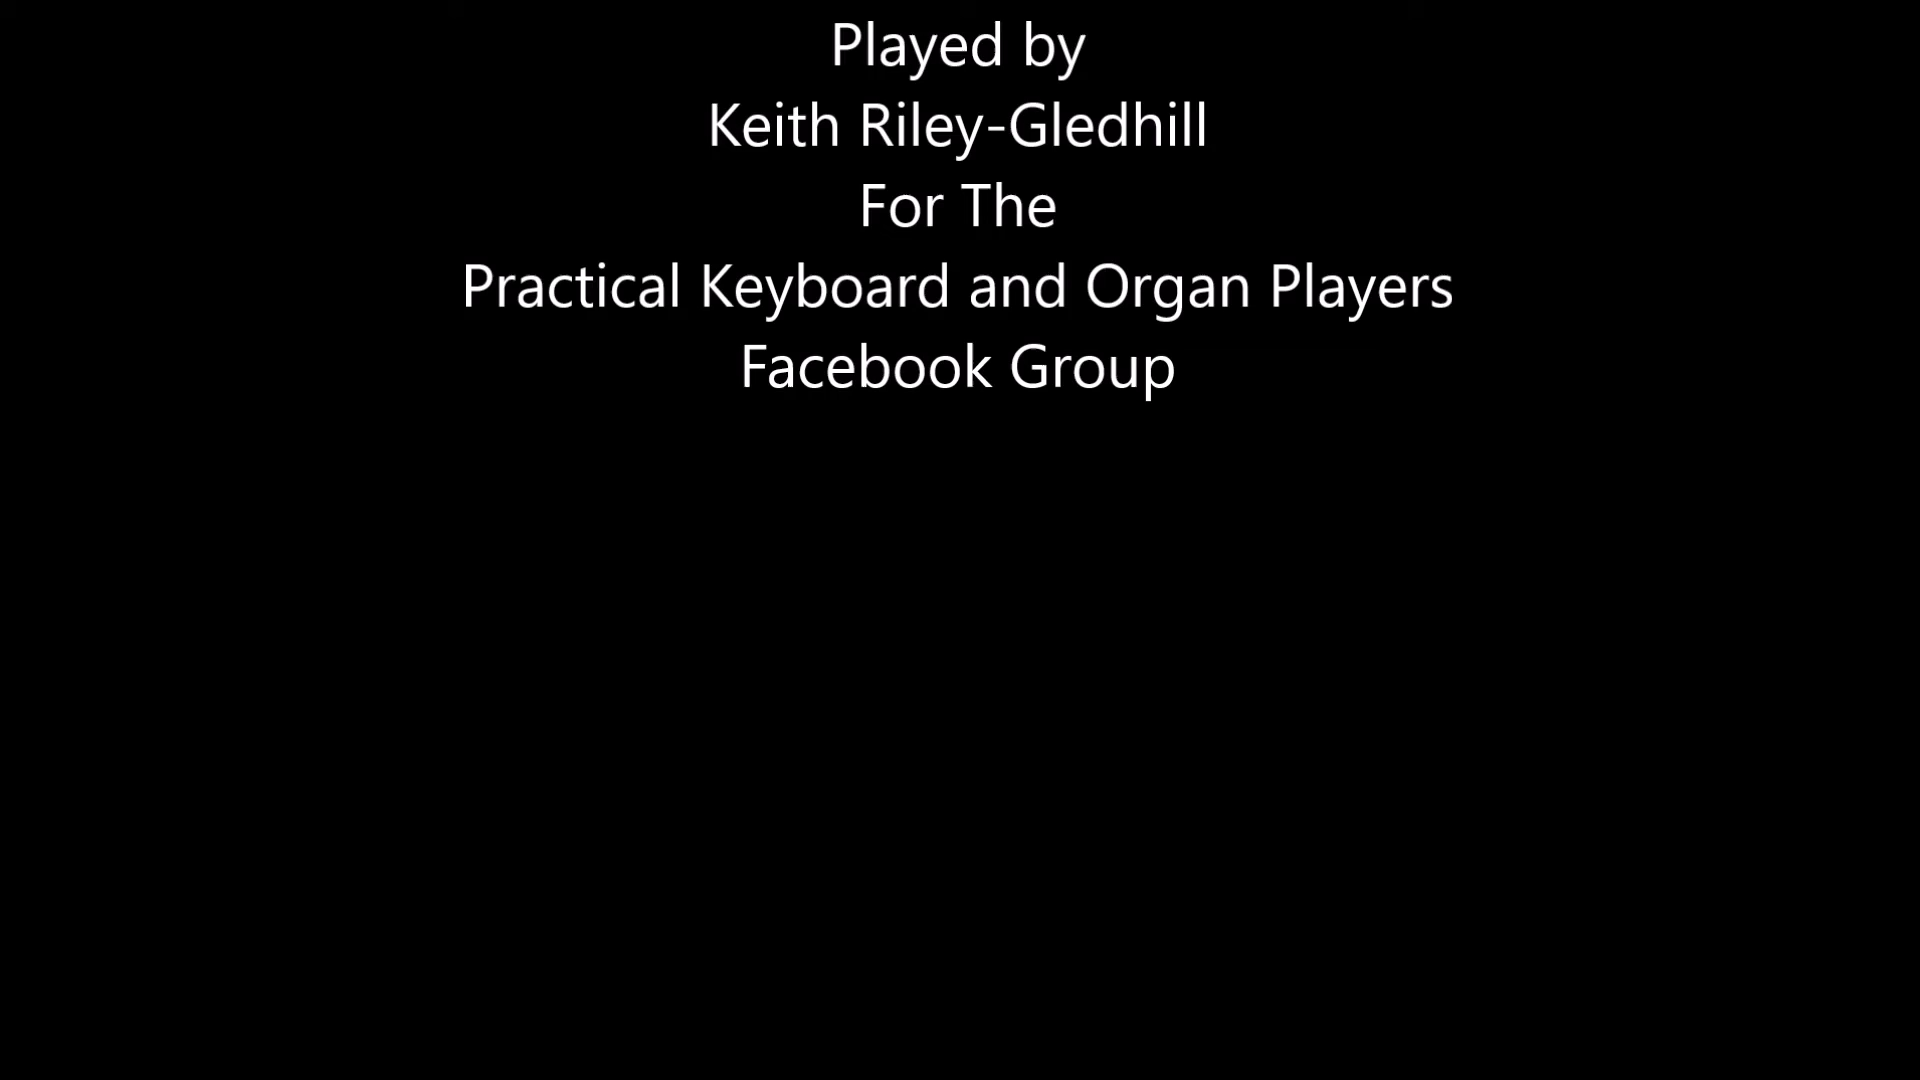 Played by
Keith Riley-Gledhill
For The
Practical Keyboard and Organ Players
Facebook Group